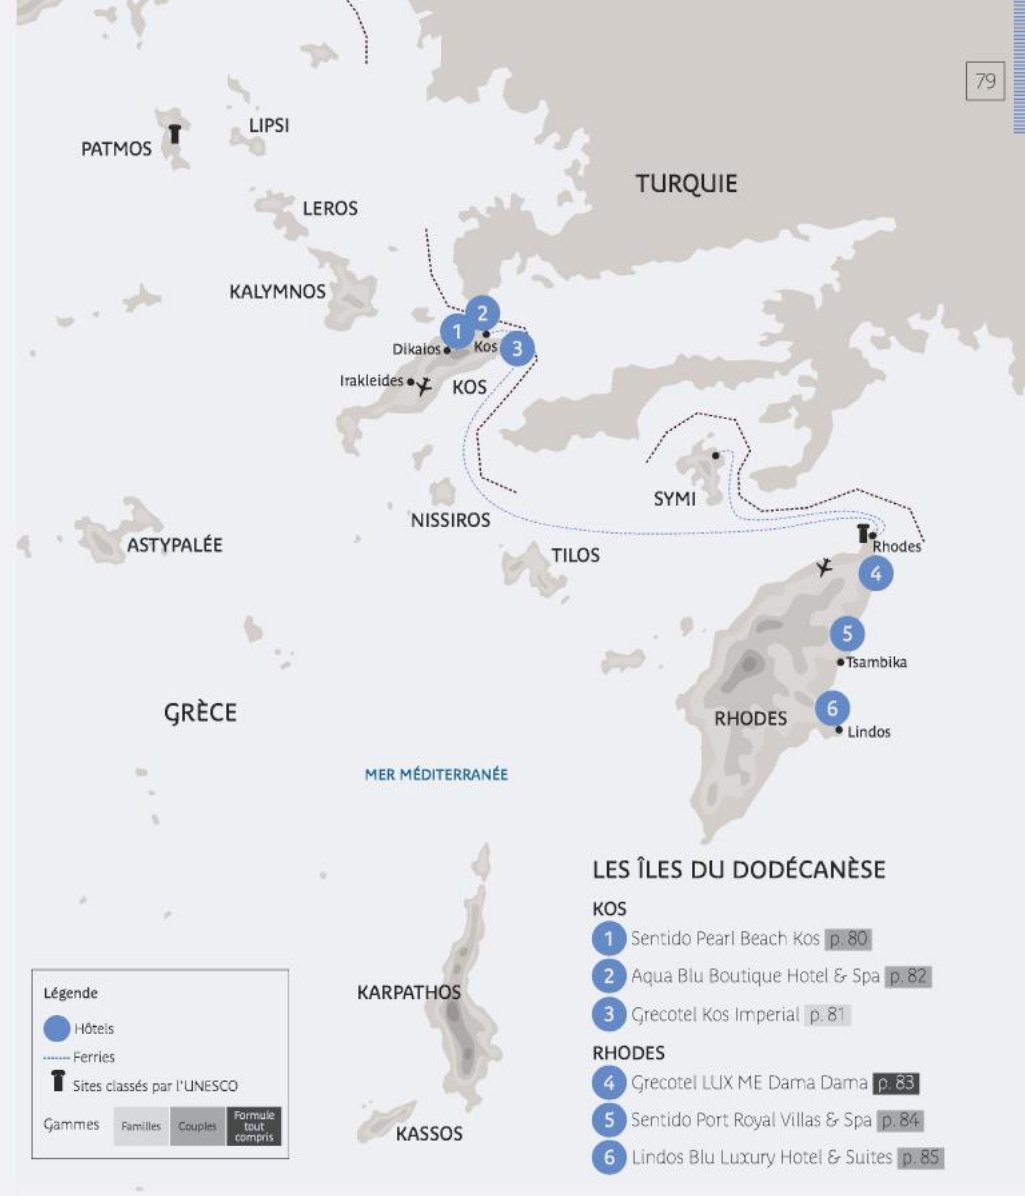 79
LIPSI
PATMOS
TURQUIE
LEROS
KALYMNOS
2
1
Dikaios
Kos
3
Irakleides
KOS
SYMI
NISSIROS
ASTYPALÉE
TILOS
Rhodes
4
5
Tsambika
GRÈCE
6
RHODES
Lindos
MER MÉDITERRANÉE
KARPATHOS
KASSOS
LES ÎLES DU DODÉCANÈSE
KOS
1 Sentido Pearl Beach Kos p. 80
2 Aqua Blu Boutique Hotel & Spa p. 82
3 Grecotel Kos Imperial p. 81
RHODES
4 Grecotel LUX ME Dama Dama p. 83
5 Sentido Port Royal Villas & Spa p. 84
6 Lindos Blu Luxury Hotel & Suites p. 85
Légende
Hôtels
Ferries
Sites classés par l'UNESCO
Gammes Familles Couples Formule tout compris